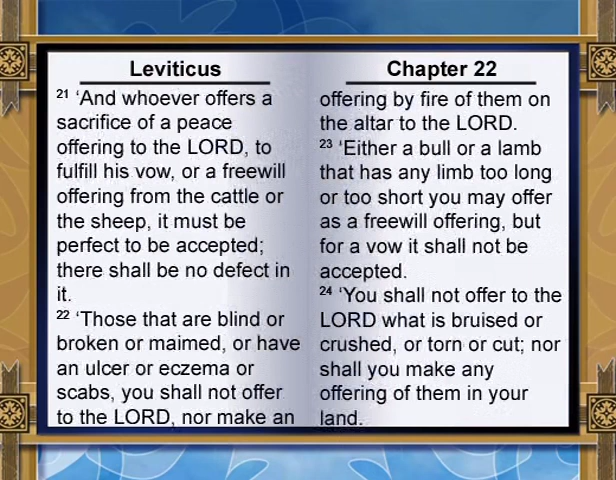 Leviticus
21 ‘And whoever offers a
sacrifice of a peace
offering to the LORD, to
fulfill his vow, or a freewill
offering from the cattle or
the sheep, it must be
perfect to be accepted;
there shall be no defect in
it.
22 ‘Those that are blind or
broken or maimed, or have
an ulcer or eczema or
scabs, you shall not offer
to the LORD, nor make an
Chapter 22
offering by fire of them on
the altar to the LORD.
23 ‘Either a bull or a lamb
that has any limb too long
or too short you may offer
as a freewill offering, but
for a vow it shall not be
accepted.
24 ‘You shall not offer to the
LORD what is bruised or
crushed, or torn or cut; nor
shall you make any
offering of them in your
land.